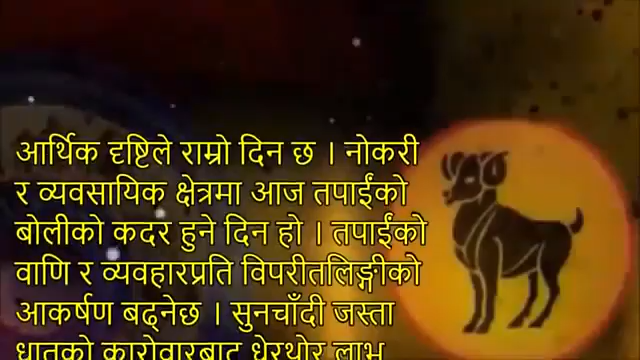 आर्थिक दृष्टिले राम्रो दिन छ । नोकरी
र व्यवसायिक क्षेत्रमा आज तपाईंको
बोलीको कदर हुने दिन हो । तपाईंको
वाणि र व्यवहारप्रति विपरीतलिङ्गीको
आकर्षण बढ्नेछ । सुनचाँदी जस्ता
धातुको कारोवारबाट धेरथोर लाभ